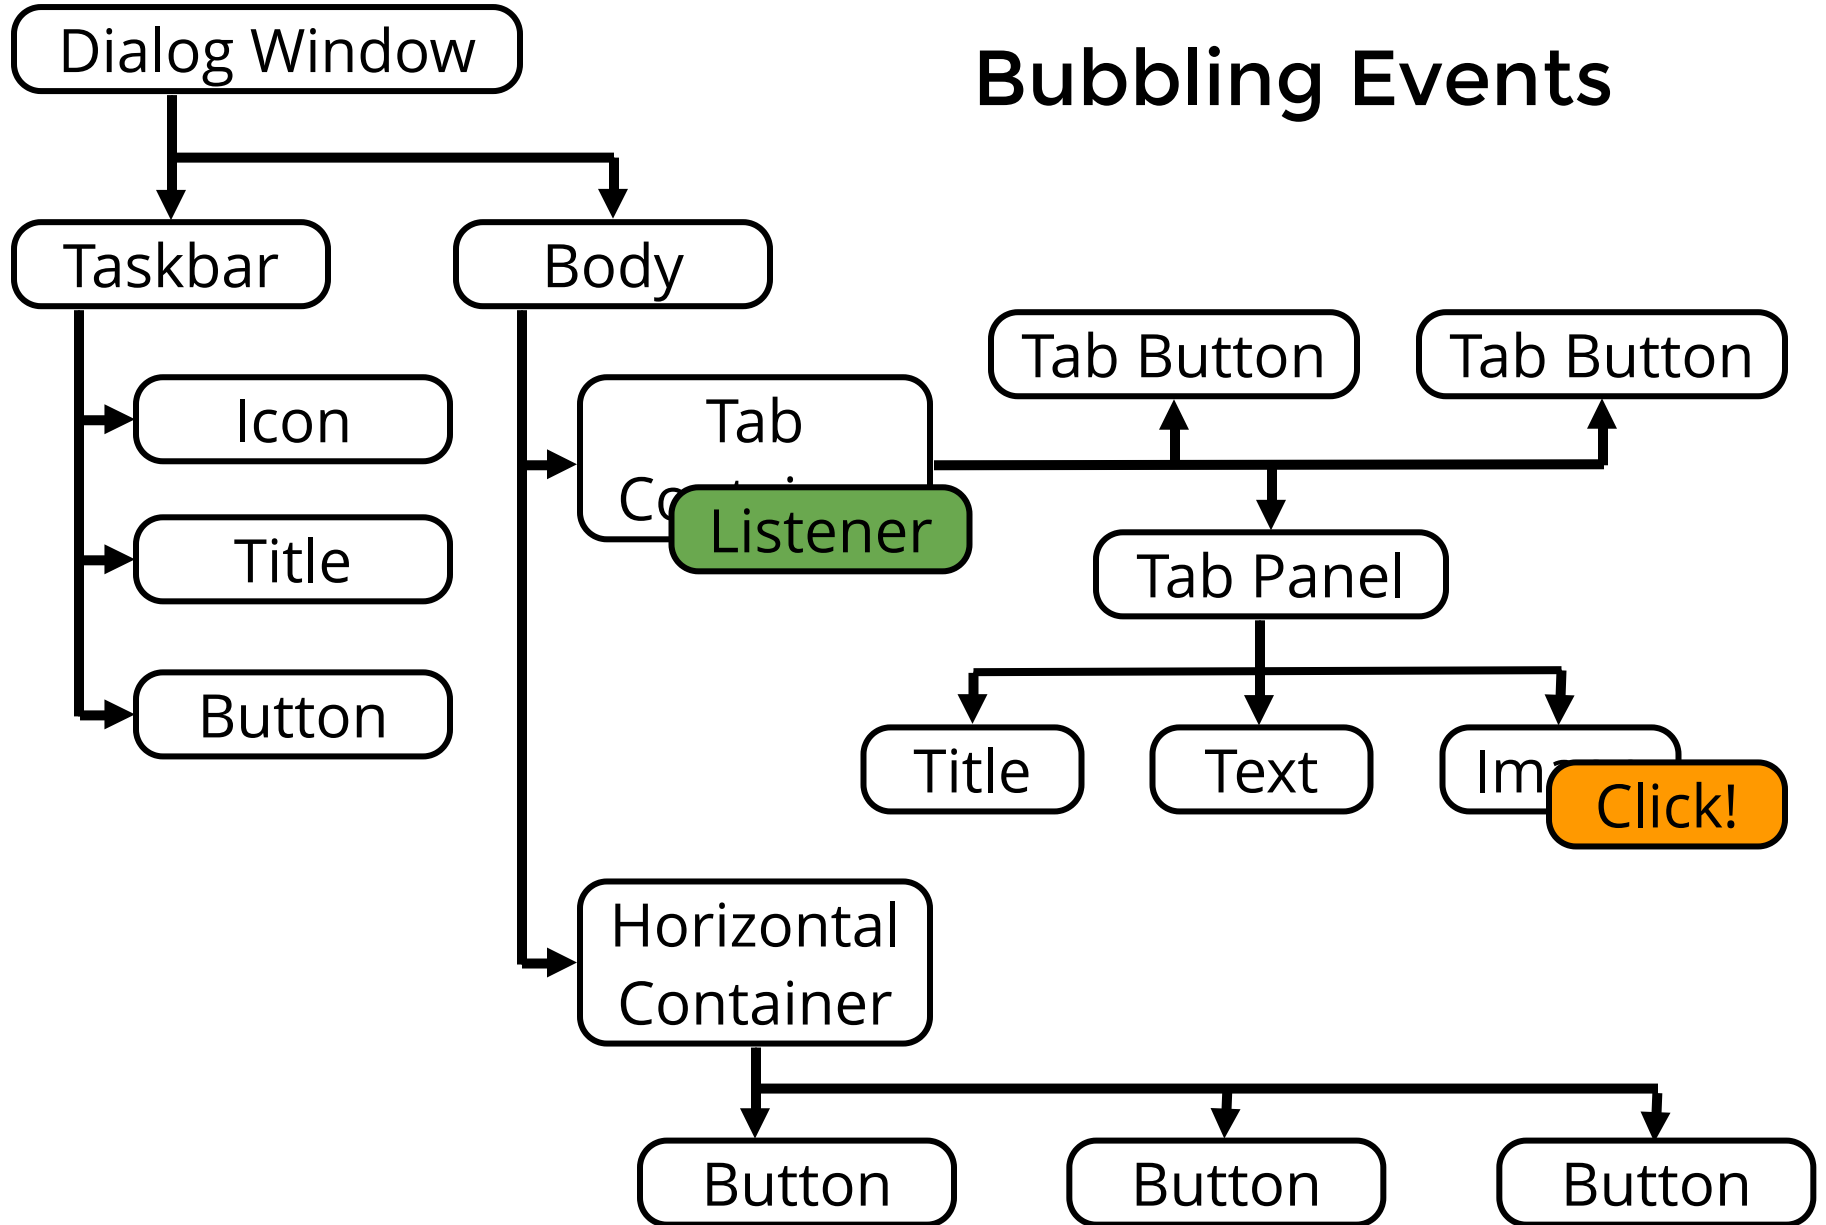 Dialog Window
Bubbling Events
Taskbar
Body
Tab Button
Tab Button
Icon
Tab
Listener
Title
Tab Panel
Button
Title
Text
Click!
Horizontal
Container
Button
Button
Button